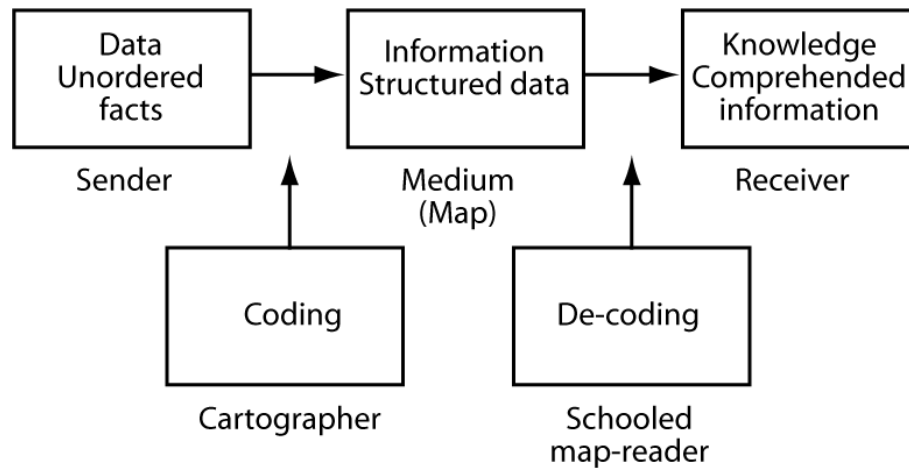 Data
Unordered
facts
Sender
Information
Structured data
Medium
(Map)
Knowledge
Comprehended
information
Receiver
Coding
Cartographer
De-coding
Schooled
map-reader